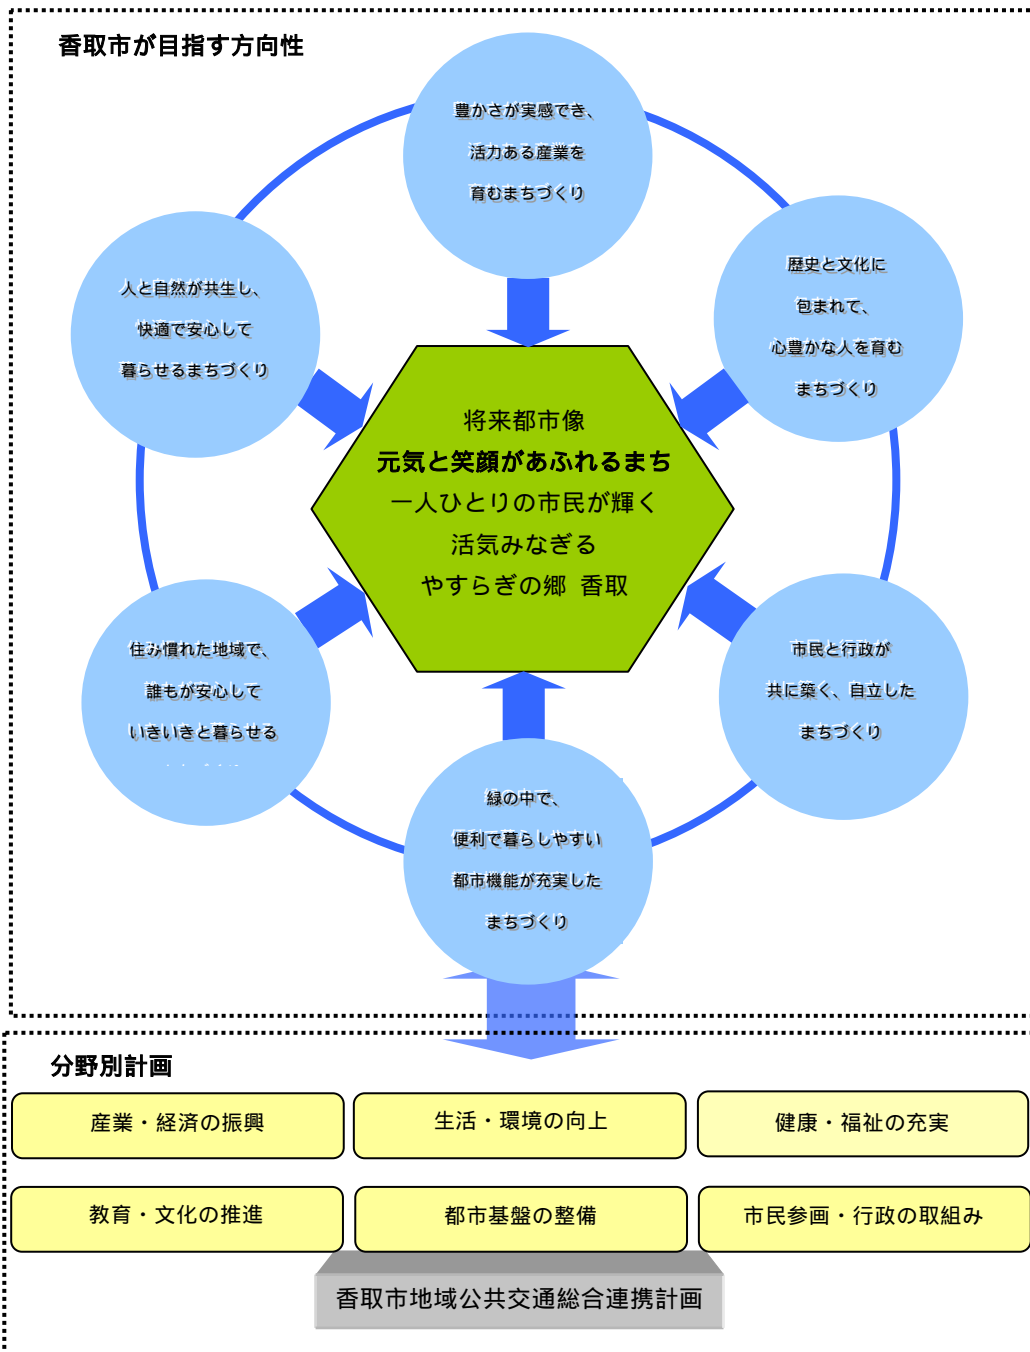 香取市が目指す方向性
豊かさが実感でき、
活力ある産業を
育むまちづくり
歴史と文化に
包まれて、
心豊かな人を育む
まちづくり
人と自然が共生し、
快適で安心して
暮らせるまちづくり
将来都市像
元気と笑顔があふれるまち
一人ひとりの市民が輝く
活気みなぎる
やすらぎの郷 香取
住み慣れた地域で、
誰もが安心して
いきいきと暮らせる
市民と行政が
共に築く、自立した
まちづくり
緑の中で、
便利で暮らしやすい
都市機能が充実した
まちづくり
分野別計画
産業・経済の振興
生活・環境の向上
健康・福祉の充実
教育・文化の推進
都市基盤の整備
市民参画・行政の取組み
香取市地域公共交通総合連携計画